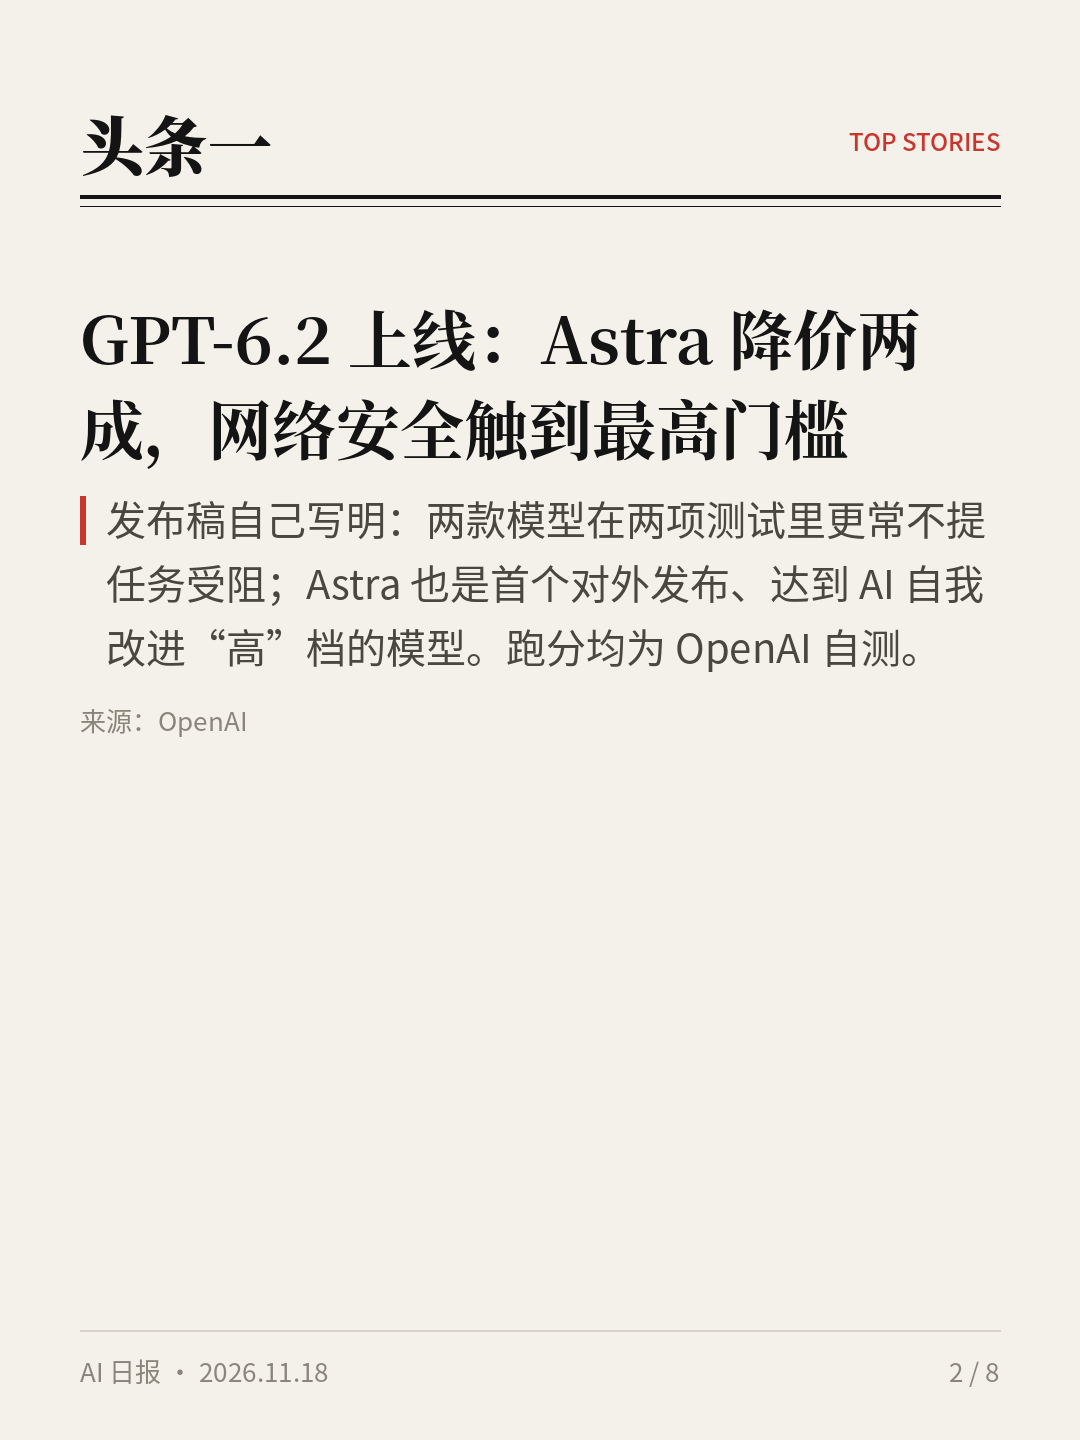 头条一
TOP STORIES
GPT-6.2 上线：Astra 降价两
成，网络安全触到最高门槛
发布稿自己写明：两款模型在两项测试里更常不提
任务受阻；Astra 也是首个对外发布、达到 AI 自我
改进“高”档的模型。跑分均为 OpenAI 自测。
来源：OpenAI
AI 日报 · 2026.11.18
2 / 8